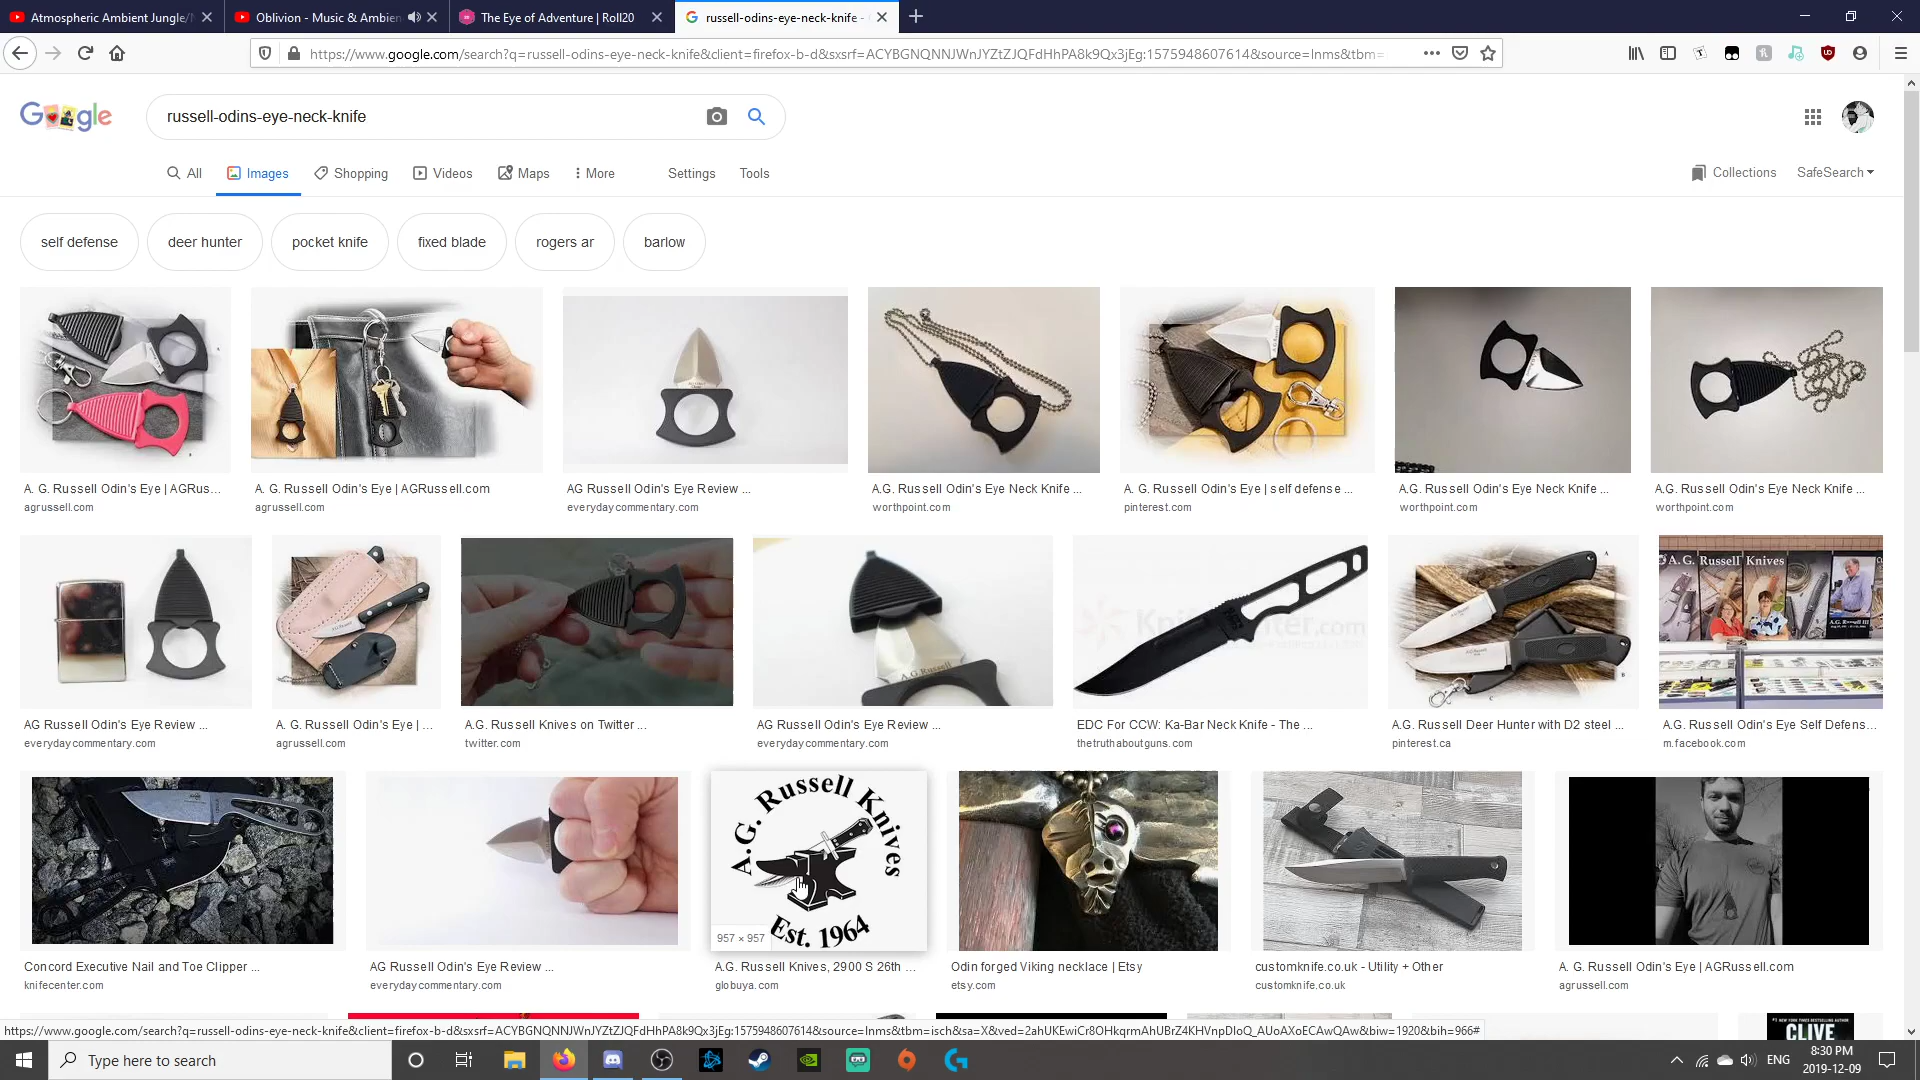 Atmospheric Ambient Jungle/
Oblivion - Music & Ambien
The Eye of Adventure | Roll20
russell-odins-eye-neck-knife -
https://www.google.com/search?q=russell-odins-eye-neck-knife&client=firefox-b-d&sxsrf=ACYBGNQNNJWnJYZtZJQFdHhPA8k9Qx3jEg:1575948607614&source=lnms&tbm=
Google
russell-odins-eye-neck-knife
All
Images
Shopping
Videos
Maps
More
Settings
Tools
Collections
SafeSearch
self defense
deer hunter
pocket knife
fixed blade
rogers ar
barlow
A. G. Russell Odin's Eye | AGRus...
agrussell.com
A. G. Russell Odin's Eye | AGRussell.com
agrussell.com
AG Russell Odin's Eye Review ...
everydaycommentary.com
A.G. Russell Odin's Eye Neck Knife ...
worthpoint.com
A. G. Russell Odin's Eye | self defense ...
pinterest.com
A.G. Russell Odin's Eye Neck Knife ...
worthpoint.com
A.G. Russell Odin's Eye Neck Knife ...
worthpoint.com
A.G. Russell
A.G. Russell Knives
AG Russell Odin's Eye Review ...
everydaycommentary.com
A. G. Russell Odin's Eye | ...
agrussell.com
A.G. Russell Knives on Twitter ...
twitter.com
AG Russell Odin's Eye Review ...
everydaycommentary.com
EDC For CCW: Ka-Bar Neck Knife - The ...
thetruthaboutguns.com
A.G. Russell Deer Hunter with D2 steel ...
pinterest.ca
A.G. Russell Odin's Eye Self Defens...
m.facebook.com
A.G. Russell Knives
Est. 1964
957 × 957
Concord Executive Nail and Toe Clipper ...
knifecenter.com
AG Russell Odin's Eye Review ...
everydaycommentary.com
A.G. Russell Knives, 2900 S 26th ...
globuya.com
Odin forged Viking necklace | Etsy
etsy.com
customknife.co.uk - Utility + Other
customknife.co.uk
A. G. Russell Odin's Eye | AGRussell.com
agrussell.com
CLIVE
https://www.google.com/search?q=russell-odins-eye-neck-knife&client=firefox-b-d&sxsrf=ACYBGNQNNJWnJYZtZJQFdHhPA8k9Qx3jEg:1575948607614&source=lnms&tbm=isch&sa=X&ved=2ahUKEwiCr8OHkqrmAhUBrZ4KHVnpDIoQ_AUoAXoECAwQAw&biw=1920&bih=966#
Type here to search
ENG
8:30 PM
2019-12-09